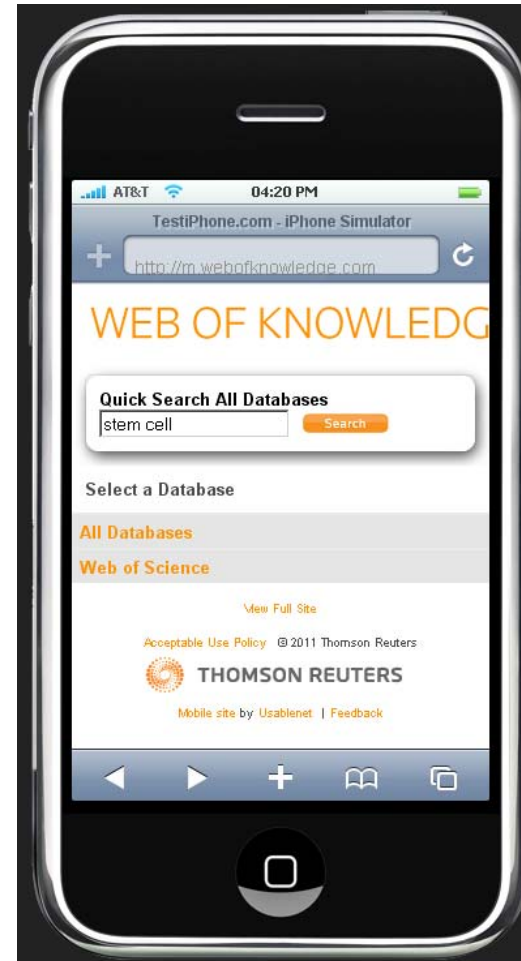 AT&T 04:20 PM
TestiPhone.com - iPhone Simulator
http://m.webofknowledge.com
WEB OF KNOWLEDG
Quick Search All Databases
stem cell Search
Select a Database
All Databases
Web of Science
View Full Site
Acceptable Use Policy © 2011 Thomson Reuters
THOMSON REUTERS
Mobile site by Usablenet | Feedback